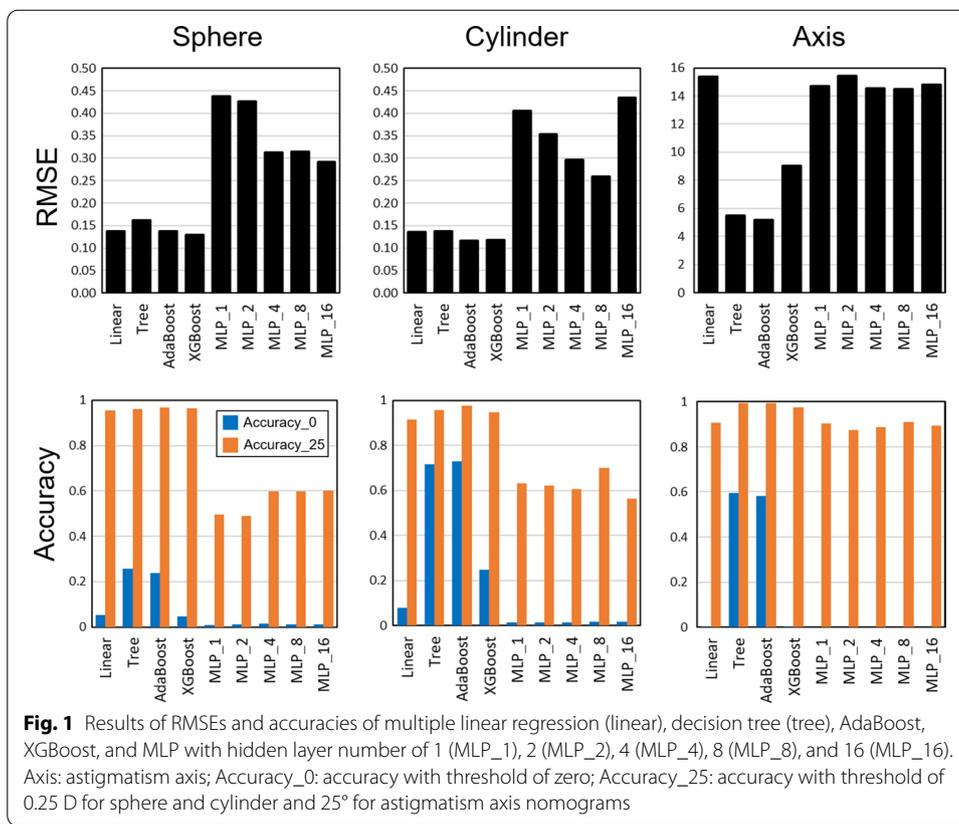 Sphere
Cylinder
Axis
RMSE
0.50
0.45
0.40
0.35
0.30
0.25
0.20
0.15
0.10
0.05
0.00
Linear
Tree
AdaBoost
XGBoost
MLP_1
MLP_2
MLP_4
MLP_8
MLP_16
0.50
0.45
0.40
0.35
0.30
0.25
0.20
0.15
0.10
0.05
0.00
Linear
Tree
AdaBoost
XGBoost
MLP_1
MLP_2
MLP_4
MLP_8
MLP_16
16
14
12
10
8
6
4
2
0
Linear
Tree
AdaBoost
XGBoost
MLP_1
MLP_2
MLP_4
MLP_8
MLP_16
Accuracy
1
0.8
0.6
0.4
0.2
0
Accuracy_0
Accuracy_25
Linear
Tree
AdaBoost
XGBoost
MLP_1
MLP_2
MLP_4
MLP_8
MLP_16
1
0.8
0.6
0.4
0.2
0
Linear
Tree
AdaBoost
XGBoost
MLP_1
MLP_2
MLP_4
MLP_8
MLP_16
1
0.8
0.6
0.4
0.2
0
Linear
Tree
AdaBoost
XGBoost
MLP_1
MLP_2
MLP_4
MLP_8
MLP_16
Fig. 1 Results of RMSEs and accuracies of multiple linear regression (linear), decision tree (tree), AdaBoost,
XGBoost, and MLP with hidden layer number of 1 (MLP_1), 2 (MLP_2), 4 (MLP_4), 8 (MLP_8), and 16 (MLP_16).
Axis: astigmatism axis; Accuracy_0: accuracy with threshold of zero; Accuracy_25: accuracy with threshold of
0.25 D for sphere and cylinder and 25° for astigmatism axis nomograms